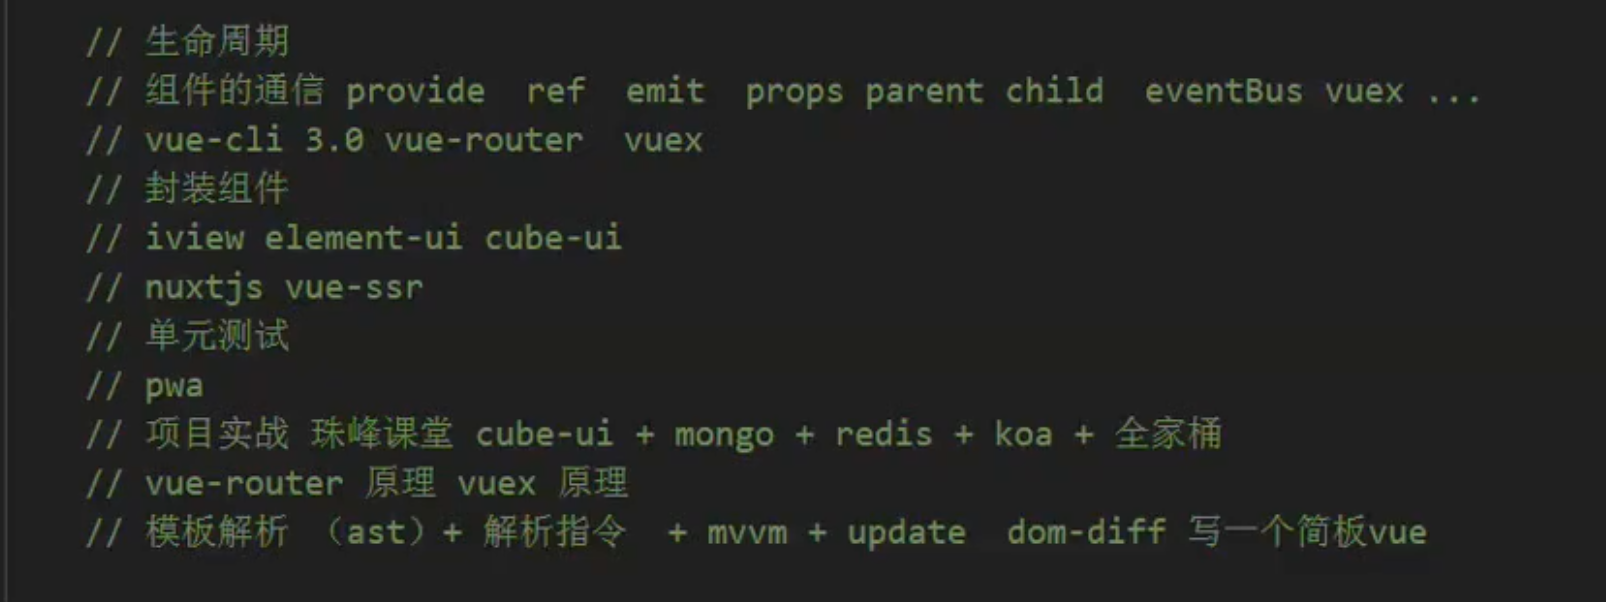 // 生命周期
// 组件的通信 provide  ref  emit  props parent child  eventBus vuex ...
// vue-cli 3.0 vue-router  vuex
// 封装组件
// iview element-ui cube-ui
// nuxtjs vue-ssr
// 单元测试
// pwa
// 项目实战 珠峰课堂 cube-ui + mongo + redis + koa + 全家桶
// vue-router 原理 vuex 原理
// 模板解析 （ast）+ 解析指令  + mvvm + update  dom-diff 写一个简板vue